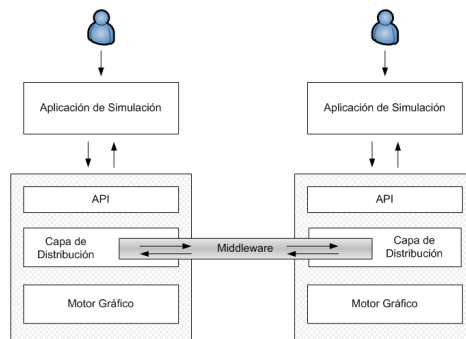 Aplicación de Simulación
Aplicación de Simulación
API
API
Capa de
Distribución
Middleware
Capa de
Distribución
Motor Gráfico
Motor Gráfico